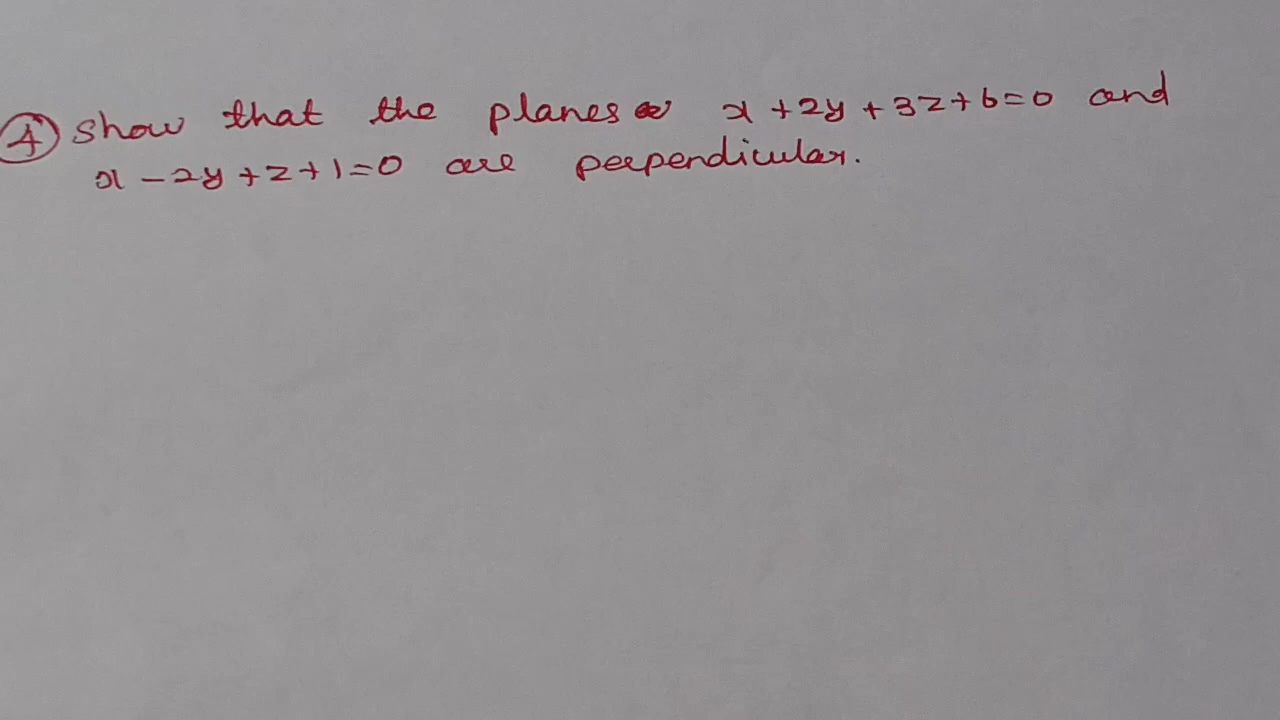 4 Show that the planes x + 2y + 3z + 6 = 0 and
x - 2y + z + 1 = 0 are perpendicular.